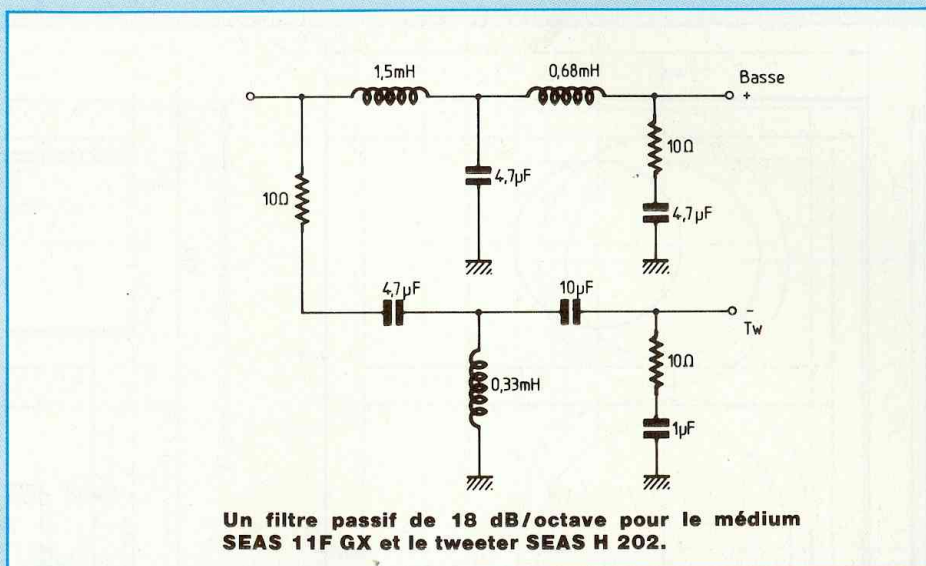 1,5mH
0,68mH
Basse
+
10Ω
4,7µF
10Ω
4,7µF
4,7µF
10µF
-
Tw
10Ω
0,33mH
1µF
Un filtre passif de 18 dB/octave pour le médium
SEAS 11F GX et le tweeter SEAS H 202.